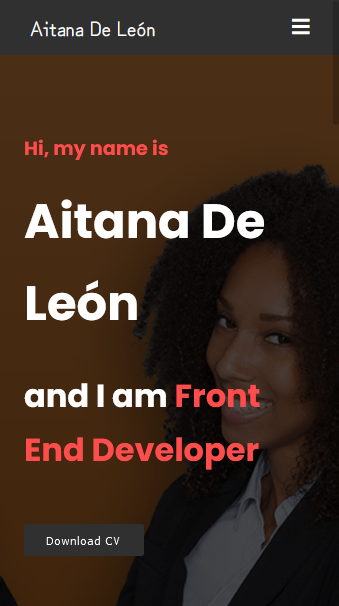 Aitana De León
Hi, my name is
Aitana De
León
and I am Front
End Developer
Download CV